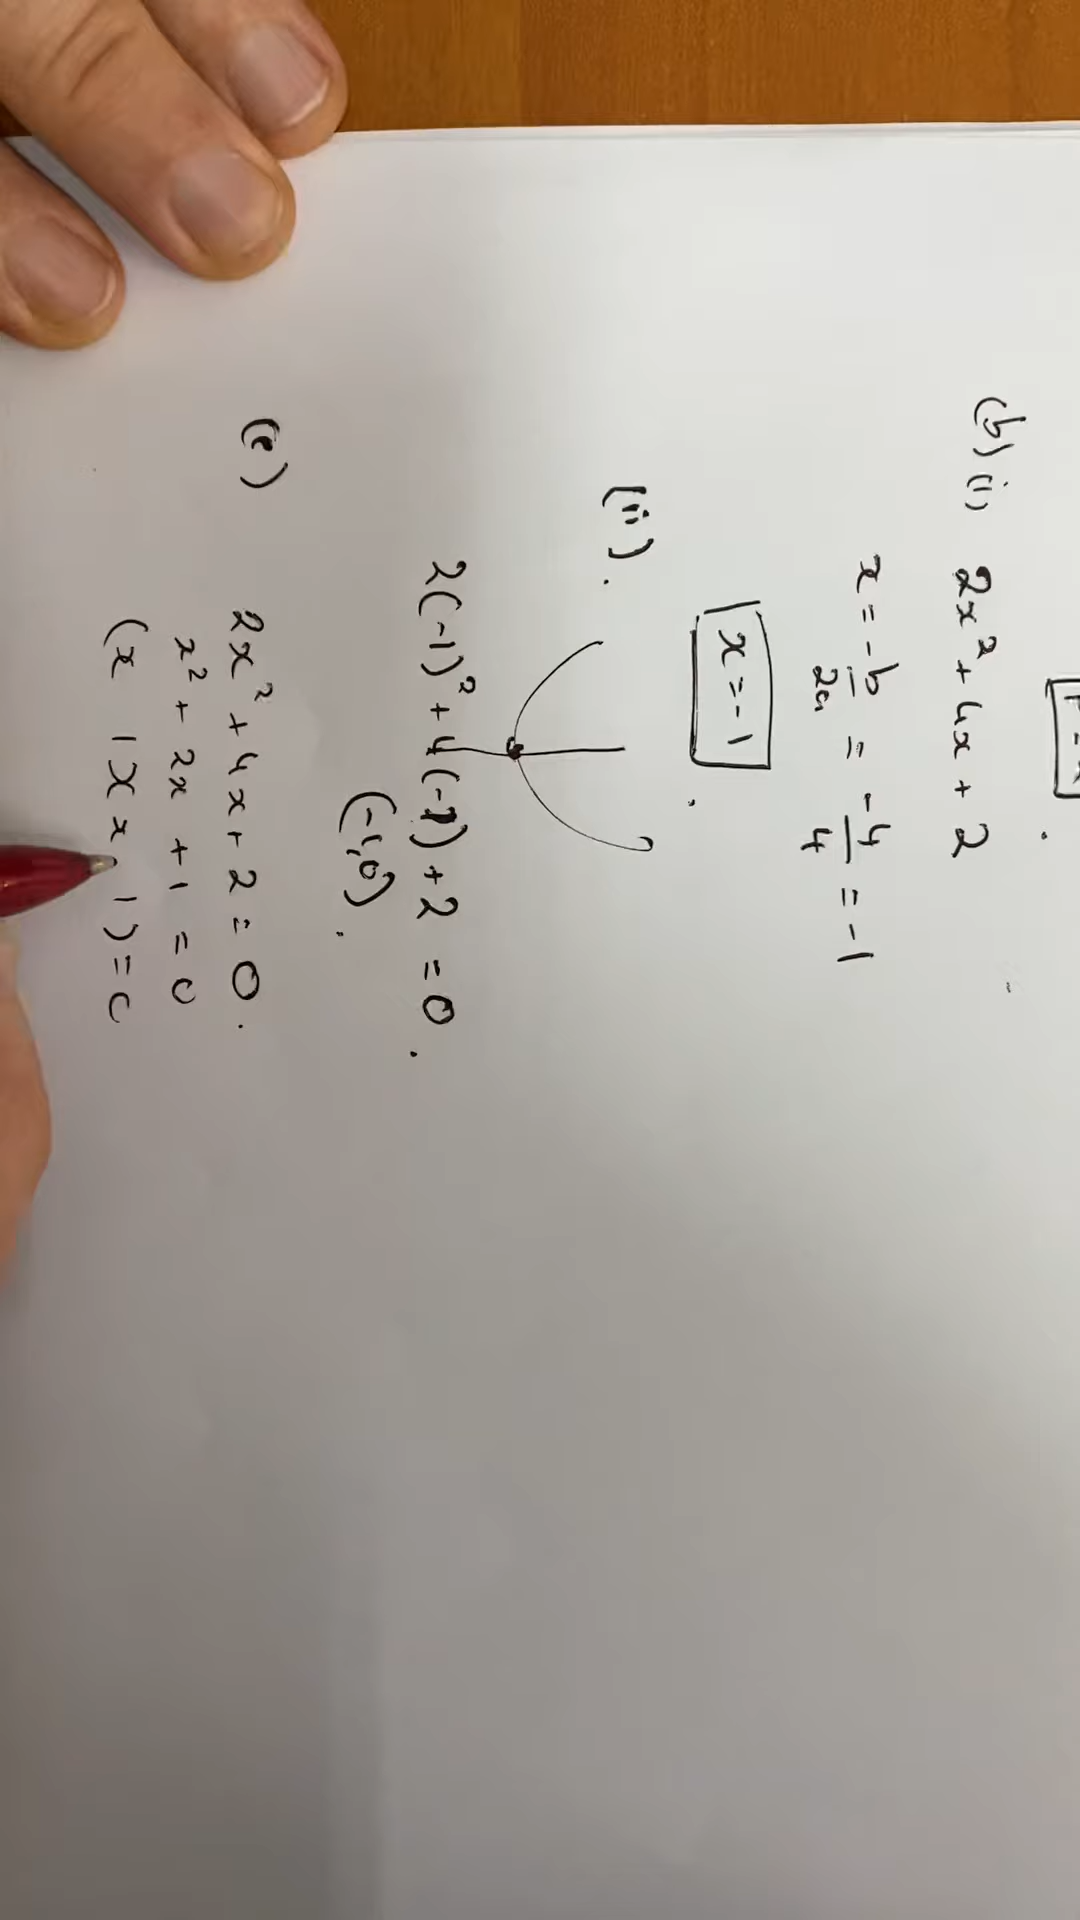 (b) (i) 2x² + 4x + 2
x = -b/2a = -4/4 = -1
x = -1
(ii).
2(-1)² + 4(-1) + 2 = 0.
(-1,0).
(c) 2x² + 4x + 2 = 0.
x² + 2x + 1 = 0
(x 1)(x 1) = 0